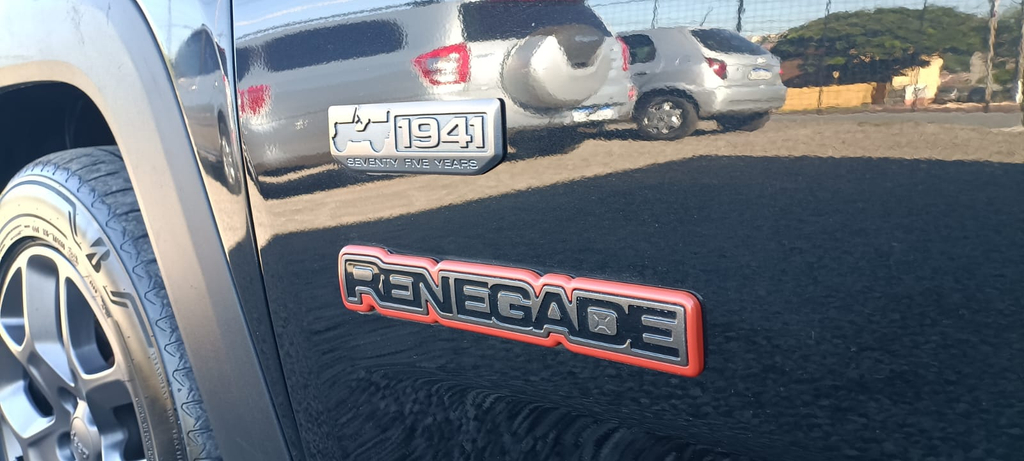 1941
SEVENTY FIVE YEARS
RENEGADE